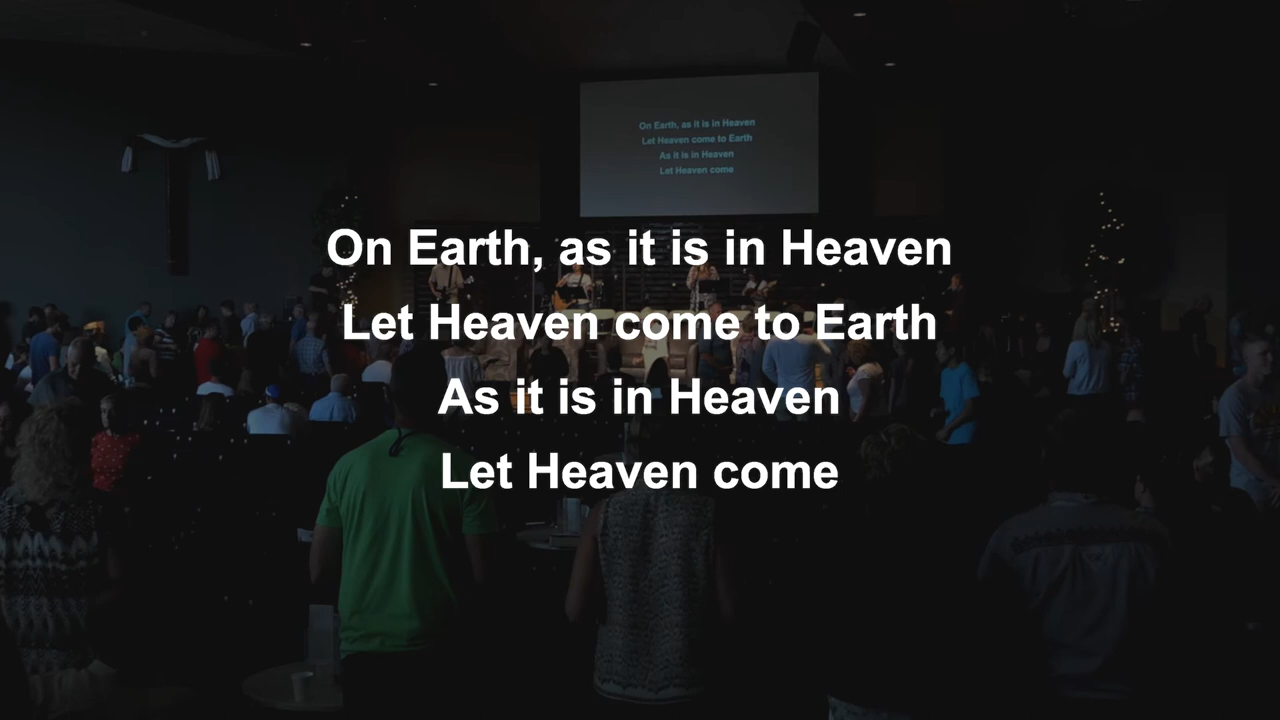 On Earth, as it is in Heaven
Let Heaven come to Earth
As it is in Heaven
Let Heaven come
On Earth, as it is in Heaven
Let Heaven come to Earth
As it is in Heaven
Let Heaven come